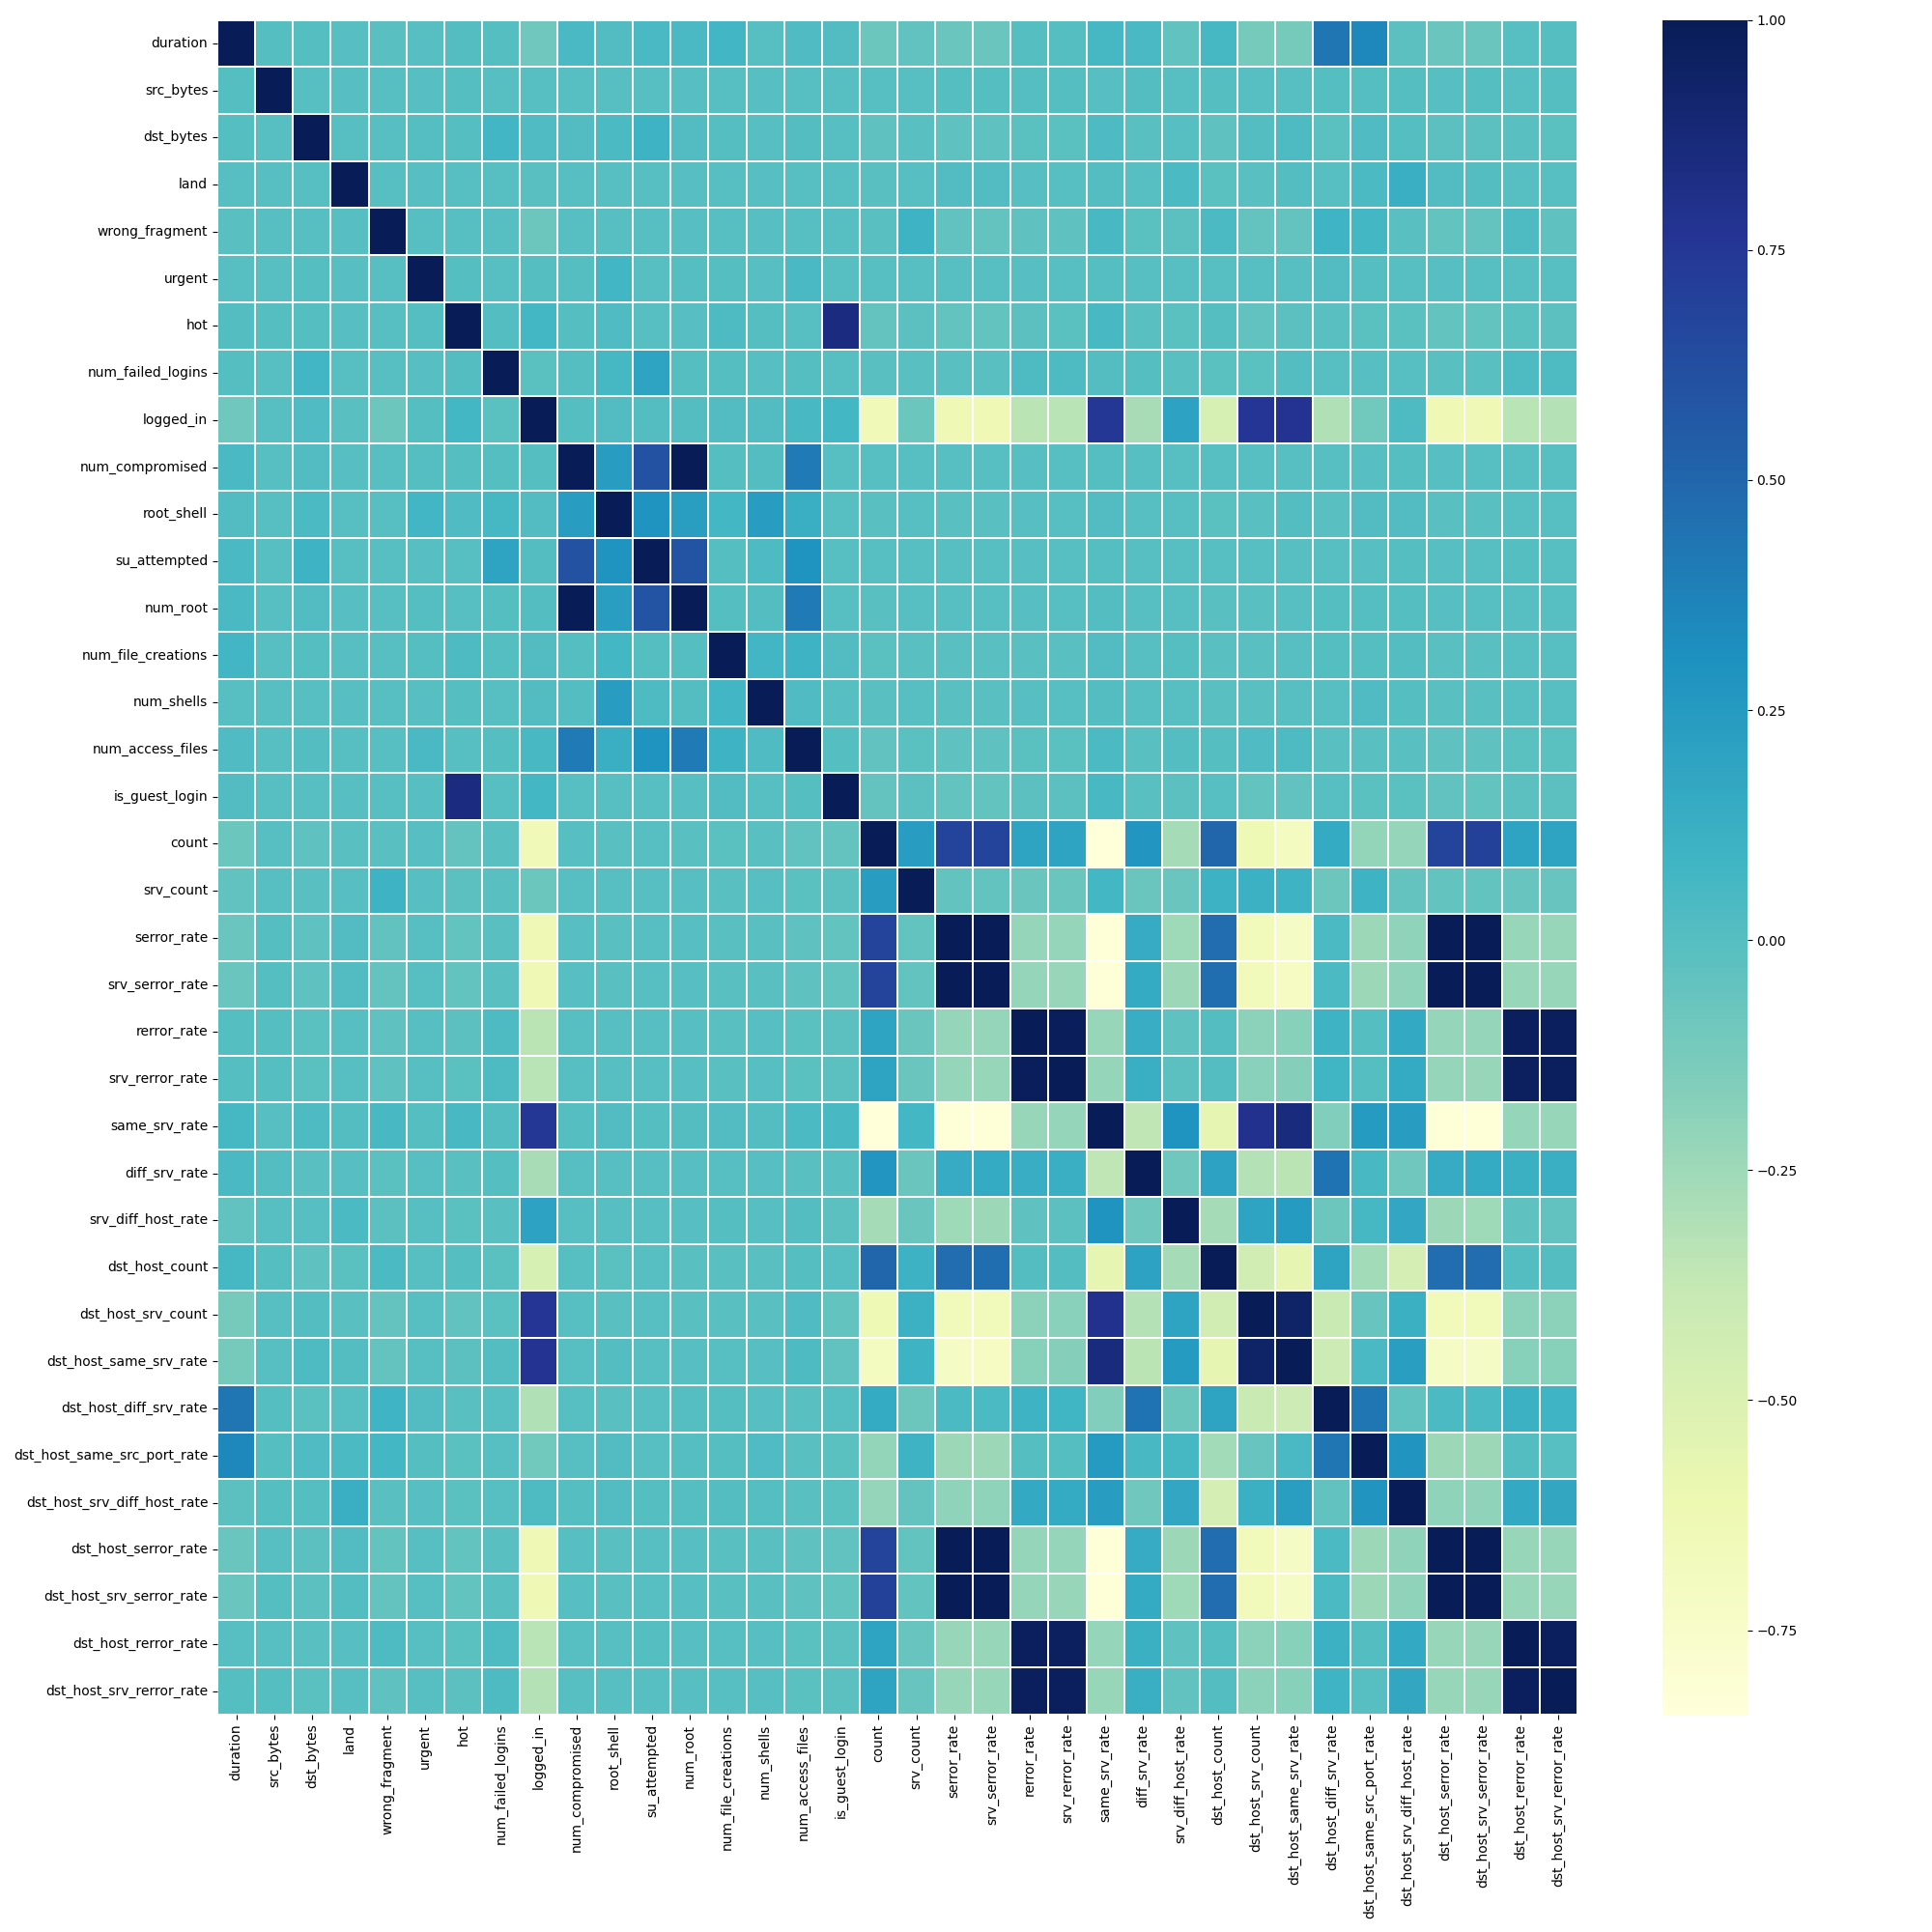 duration
src_bytes
dst_bytes
land
wrong_fragment
urgent
hot
num_failed_logins
logged_in
num_compromised
root_shell
su_attempted
num_root
num_file_creations
num_shells
num_access_files
is_guest_login
count
srv_count
serror_rate
srv_serror_rate
rerror_rate
srv_rerror_rate
same_srv_rate
diff_srv_rate
srv_diff_host_rate
dst_host_count
dst_host_srv_count
dst_host_same_srv_rate
dst_host_diff_srv_rate
dst_host_same_src_port_rate
dst_host_srv_diff_host_rate
dst_host_serror_rate
dst_host_srv_serror_rate
dst_host_rerror_rate
dst_host_srv_rerror_rate
duration
src_bytes
dst_bytes
land
wrong_fragment
urgent
hot
num_failed_logins
logged_in
num_compromised
root_shell
su_attempted
num_root
num_file_creations
num_shells
num_access_files
is_guest_login
count
srv_count
serror_rate
srv_serror_rate
rerror_rate
srv_rerror_rate
same_srv_rate
diff_srv_rate
srv_diff_host_rate
dst_host_count
dst_host_srv_count
dst_host_same_srv_rate
dst_host_diff_srv_rate
dst_host_same_src_port_rate
dst_host_srv_diff_host_rate
dst_host_serror_rate
dst_host_srv_serror_rate
dst_host_rerror_rate
dst_host_srv_rerror_rate
1.00
0.75
0.50
0.25
0.00
−0.25
−0.50
−0.75